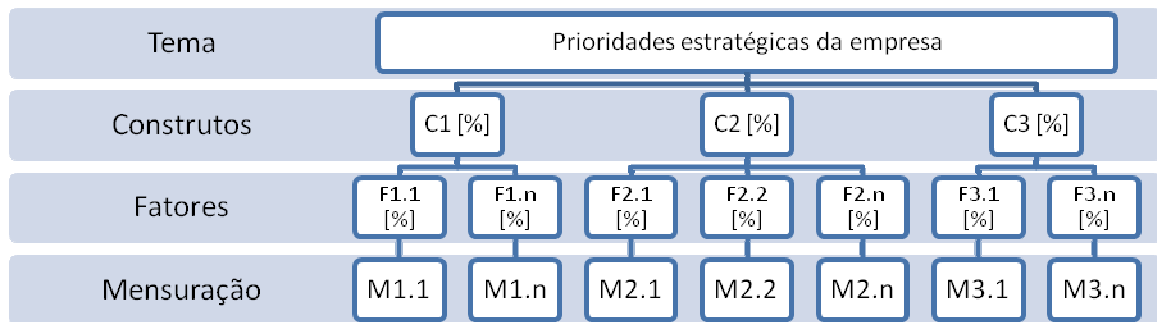 Tema
Prioridades estratégicas da empresa
Construtos
C1 [%]
C2 [%]
C3 [%]
Fatores
F1.1
[%]
F1.n
[%]
F2.1
[%]
F2.2
[%]
F2.n
[%]
F3.1
[%]
F3.n
[%]
Mensuração
M1.1
M1.n
M2.1
M2.2
M2.n
M3.1
M3.n